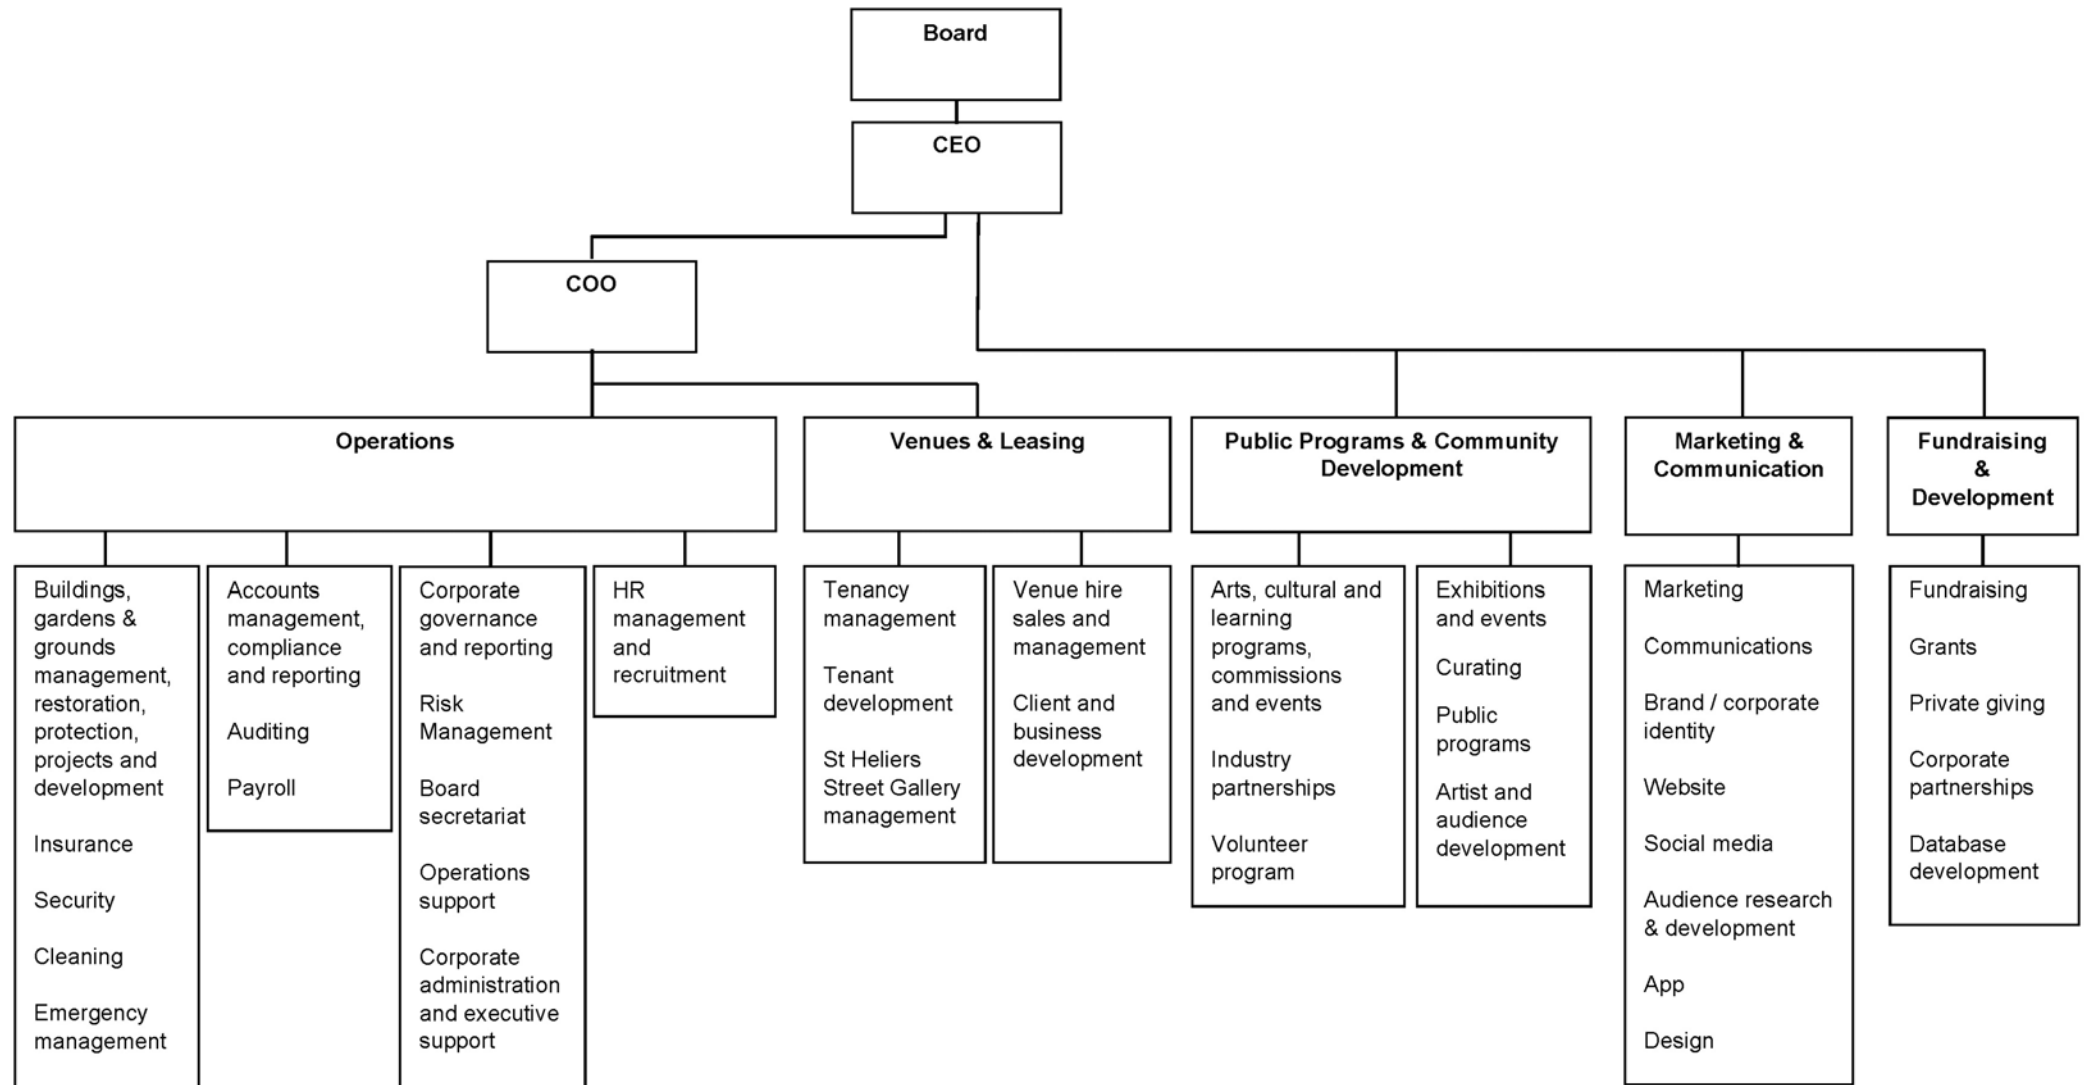 Board
CEO
COO
Operations
Venues & Leasing
Public Programs & Community
Development
Marketing &
Communication
Fundraising
&
Development
Buildings,
gardens &
grounds
management,
restoration,
protection,
projects and
development
Insurance
Security
Cleaning
Emergency
management
Accounts
management,
compliance
and reporting
Auditing
Payroll
Corporate
governance
and reporting
Risk
Management
Board
secretariat
Operations
support
Corporate
administration
and executive
support
HR
management
and
recruitment
Tenancy
management
Tenant
development
St Heliers
Street Gallery
management
Venue hire
sales and
management
Client and
business
development
Arts, cultural and
learning
programs,
commissions
and events
Industry
partnerships
Volunteer
program
Exhibitions
and events
Curating
Public
programs
Artist and
audience
development
Marketing
Communications
Brand / corporate
identity
Website
Social media
Audience research
& development
App
Design
Fundraising
Grants
Private giving
Corporate
partnerships
Database
development